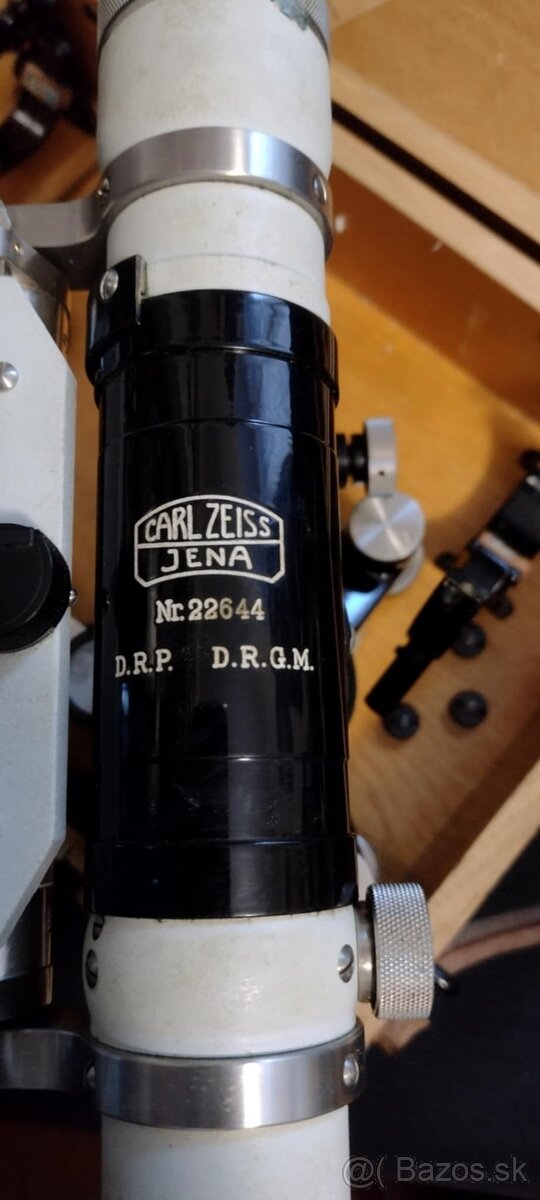 CARL ZEISS
JENA
Nr. 22644
D.R.P. D.R.G.M.
@( Bazos.sk